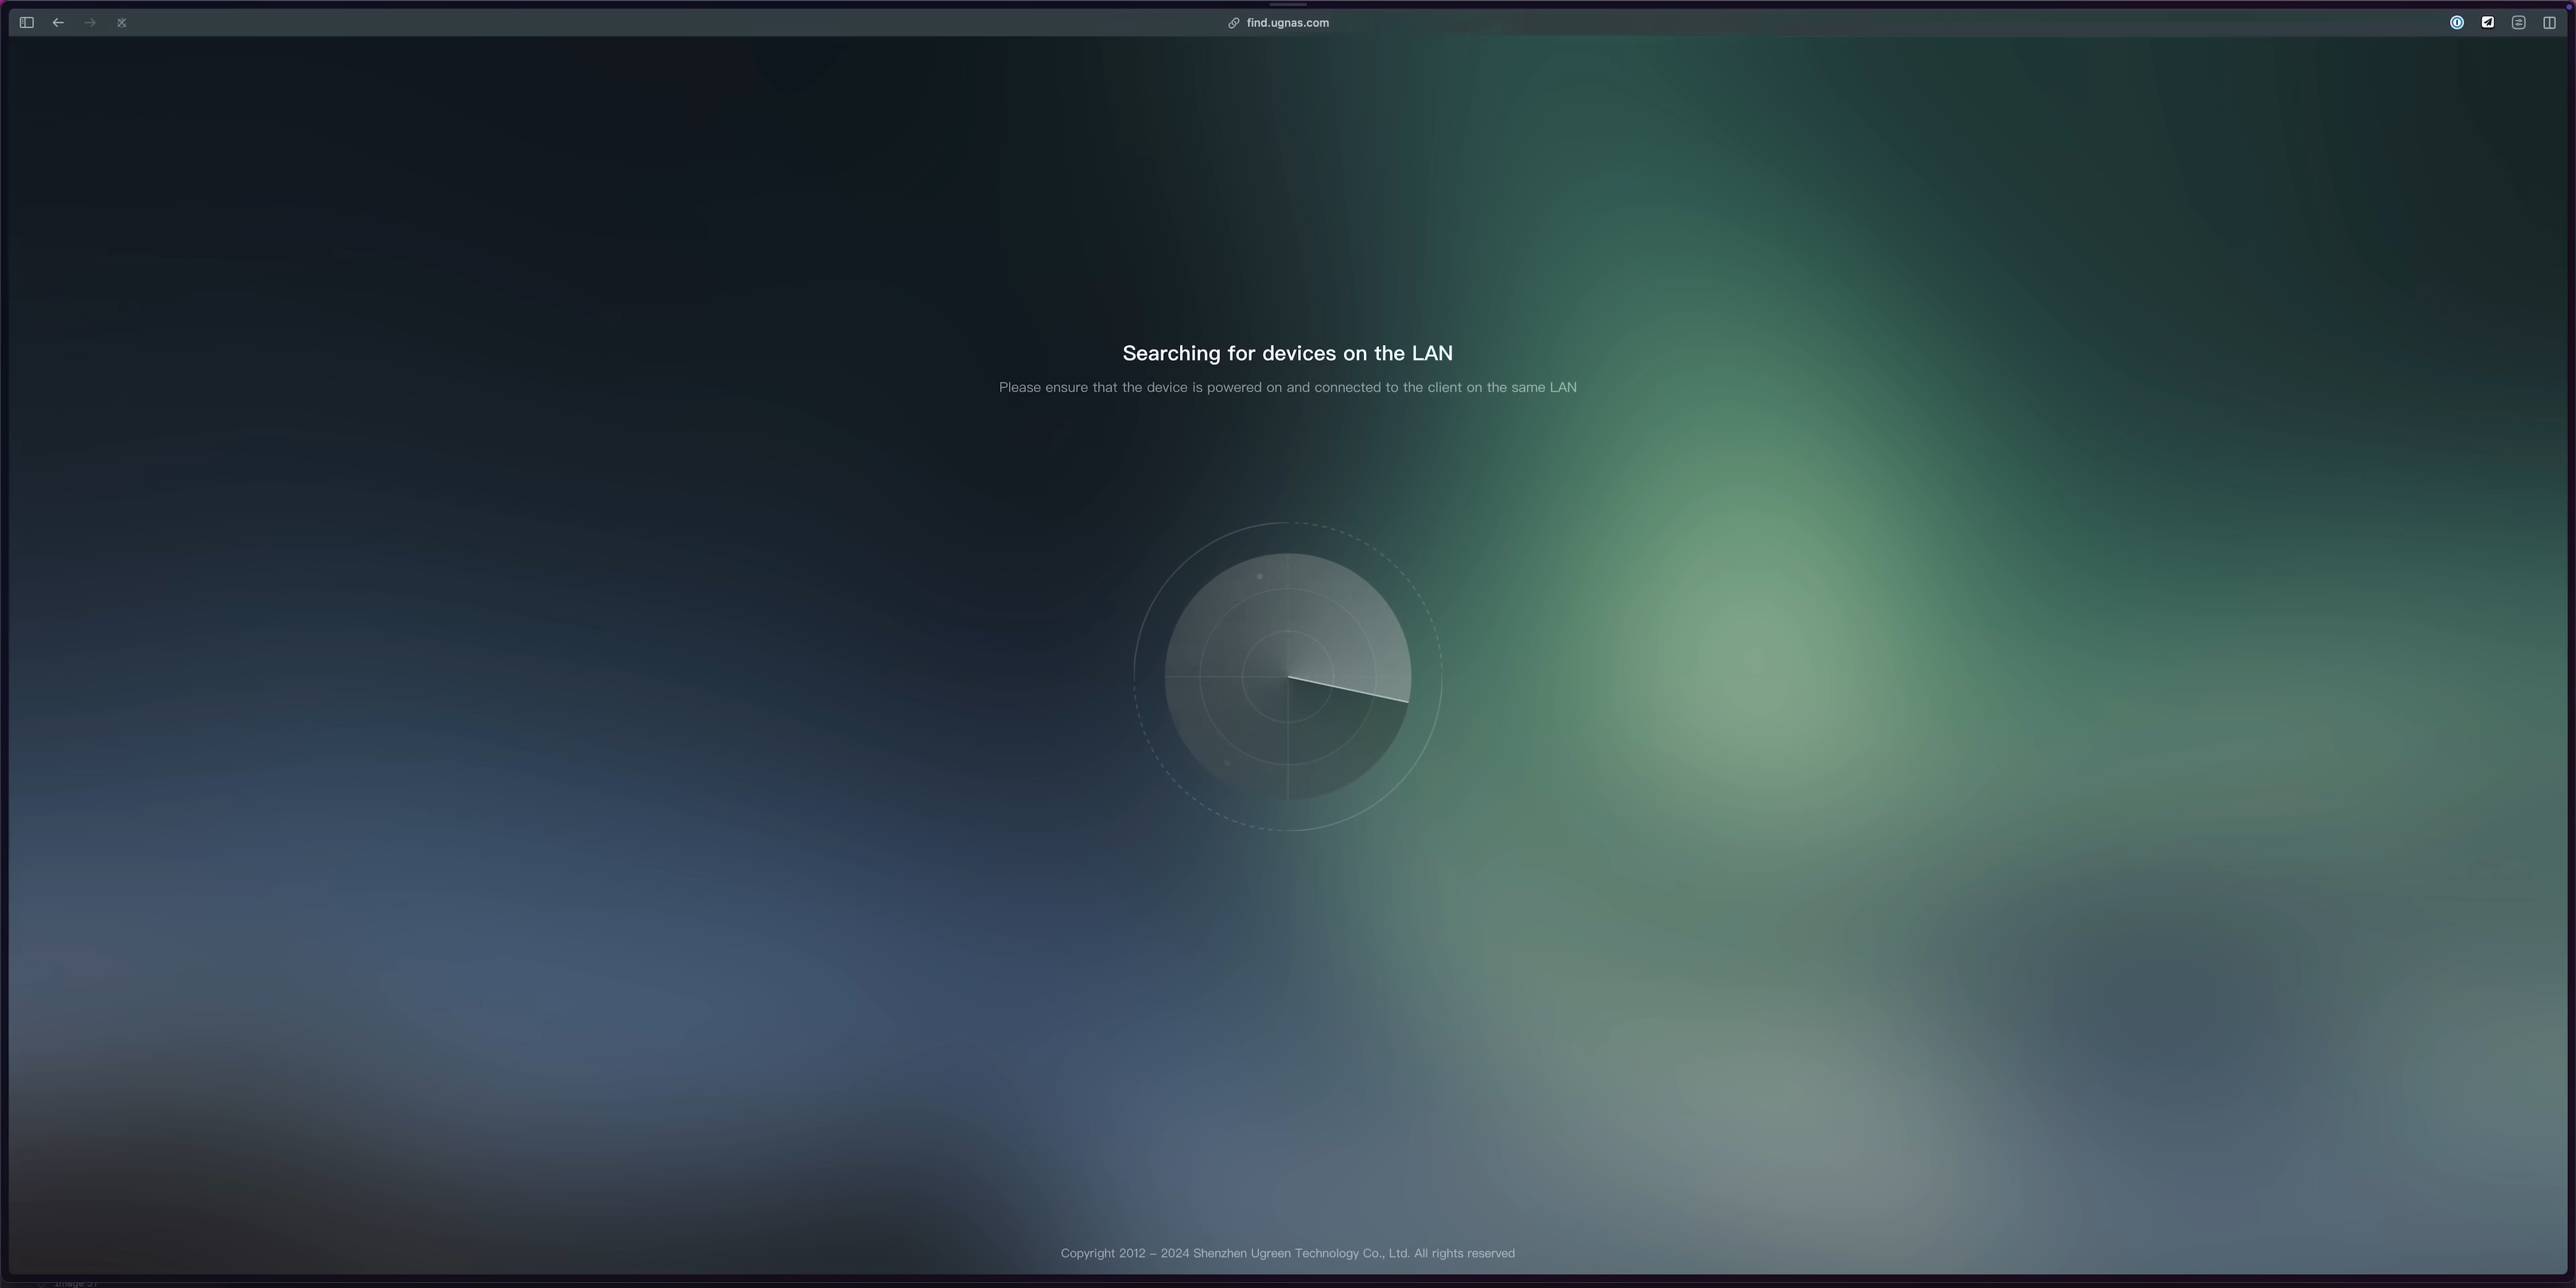 find.ugnas.com
Searching for devices on the LAN
Please ensure that the device is powered on and connected to the client on the same LAN
Copyright 2012 – 2024 Shenzhen Ugreen Technology Co., Ltd. All rights reserved